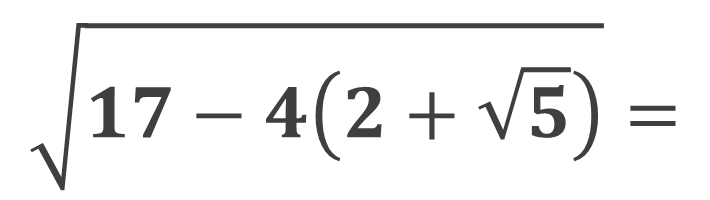 √(17 − 4(2 + √5)) =